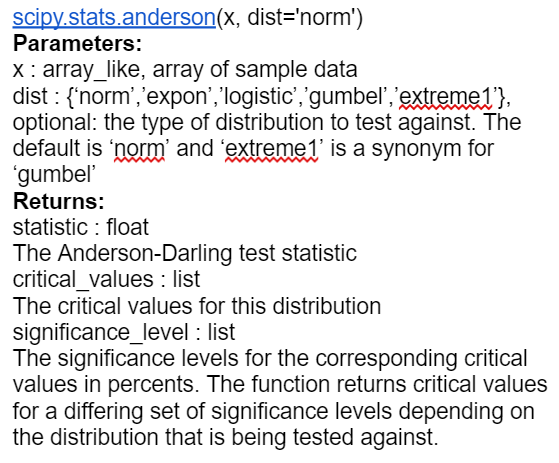 scipy.stats.anderson(x, dist='norm')
Parameters:
x : array_like, array of sample data
dist : {‘norm’,’expon’,’logistic’,’gumbel’,’extreme1’},
optional: the type of distribution to test against. The
default is ‘norm’ and ‘extreme1’ is a synonym for
‘gumbel’
Returns:
statistic : float
The Anderson-Darling test statistic
critical_values : list
The critical values for this distribution
significance_level : list
The significance levels for the corresponding critical
values in percents. The function returns critical values
for a differing set of significance levels depending on
the distribution that is being tested against.